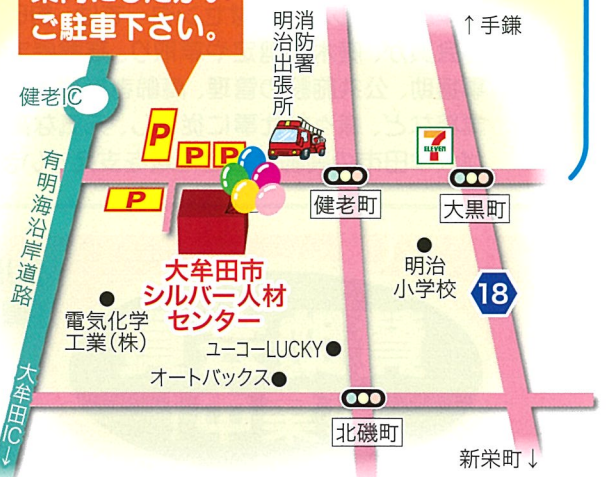 ご駐車下さい。
消防署
明治出張所
↑手鎌
健老IC
P
P
P
P
7
ELEVEN
有明海沿岸道路
健老町
大黒町
大牟田市
シルバー人材
センター
明治
小学校
18
電気化学
工業(株)
ユーコーLUCKY
オートバックス
大牟田IC↓
北磯町
新栄町↓